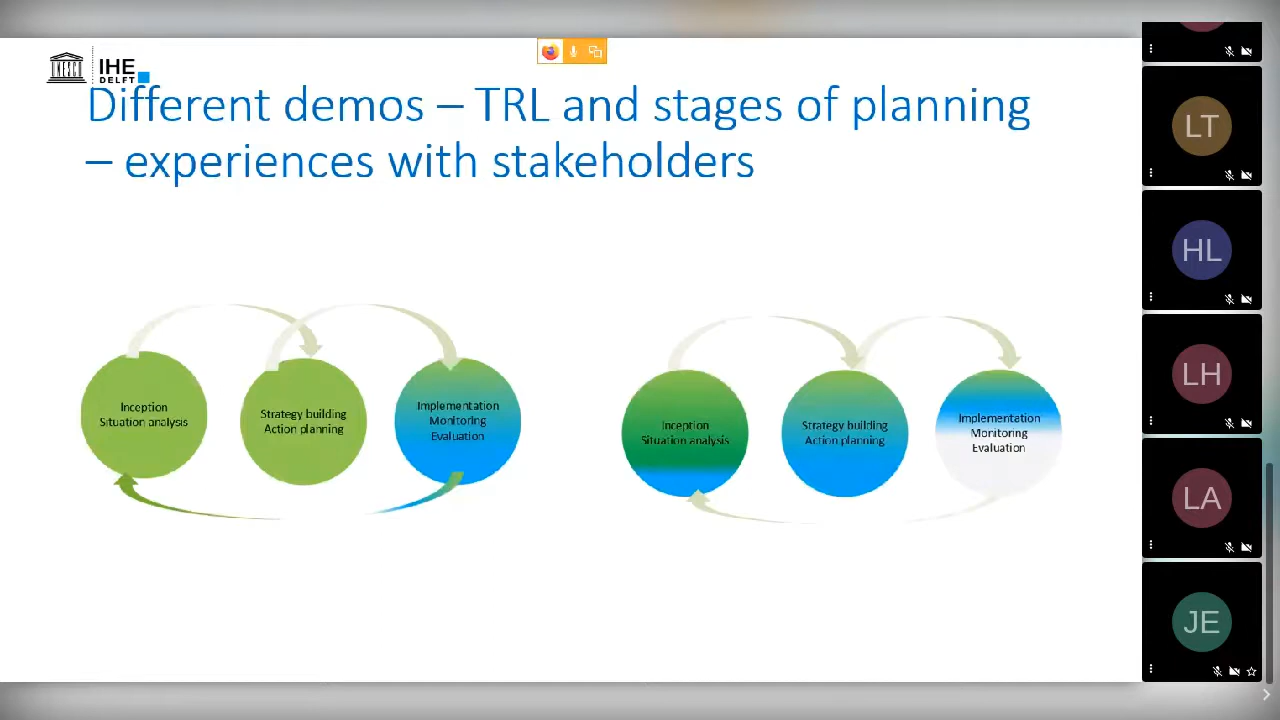 UNESCO
IHE
DELFT
Different demos – TRL and stages of planning
– experiences with stakeholders
Inception
Situation analysis
Strategy building
Action planning
Implementation
Monitoring
Evaluation
Inception
Situation analysis
Strategy building
Action planning
Implementation
Monitoring
Evaluation
LT
HL
LH
LA
JE